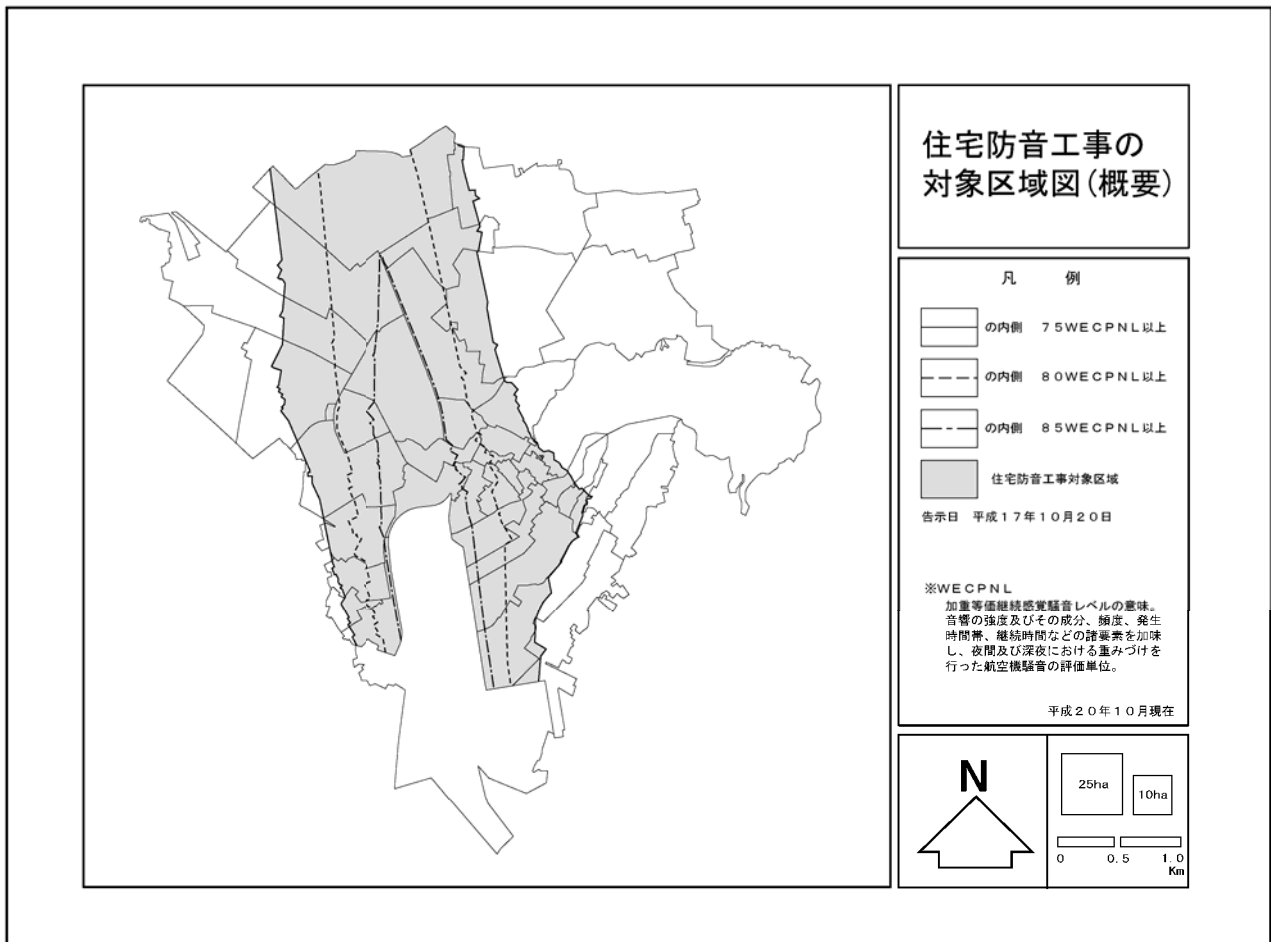 住宅防音工事の
対象区域図(概要)
凡　例
の内側　７５ＷＥＣＰＮＬ以上
の内側　８０ＷＥＣＰＮＬ以上
の内側　８５ＷＥＣＰＮＬ以上
住宅防音工事対象区域
告示日　平成１７年１０月２０日
※ＷＥＣＰＮＬ
加重等価継続感覚騒音レベルの意味。
音響の強度及びその成分、頻度、発生
時間帯、継続時間などの諸要素を加味
し、夜間及び深夜における重みづけを
行った航空機騒音の評価単位。
平成２０年１０月現在
N
25ha
10ha
0　0.5　1.0
Km